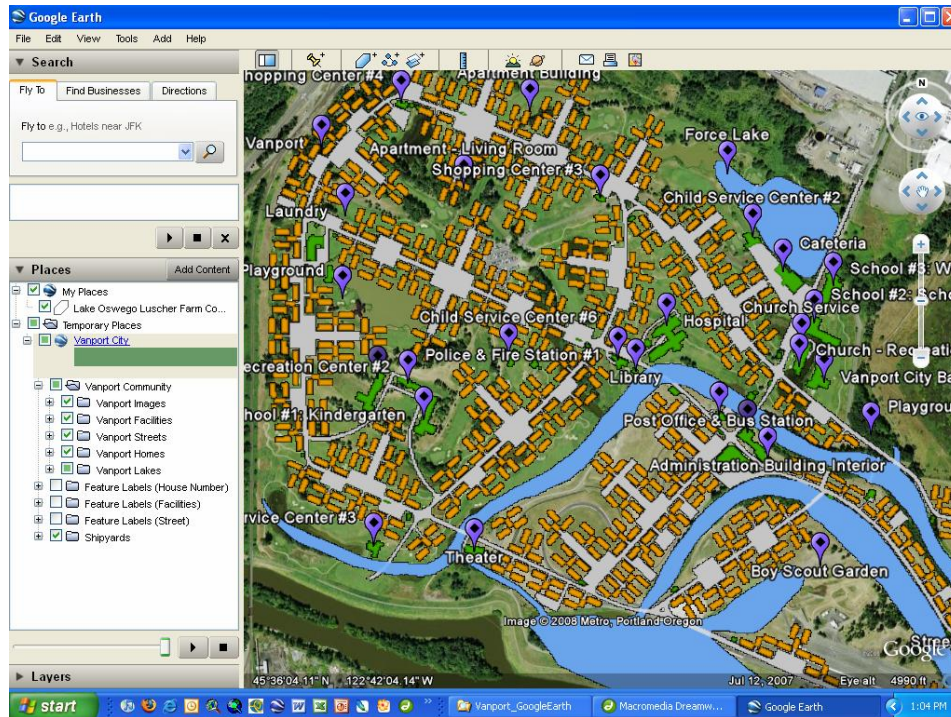 Google Earth
File Edit View Tools Add Help
Search
Fly To Find Businesses Directions
Fly to e.g., Hotels near JFK
Places Add Content
My Places
Lake Oswego Luscher Farm Co...
Temporary Places
Vanport City
Vanport Community
Vanport Images
Vanport Facilities
Vanport Streets
Vanport Homes
Vanport Lakes
Feature Labels (House Number)
Feature Labels (Facilities)
Feature Labels (Street)
Shipyards
Layers
hopping Center #4
Apartment Building
N
Vanport
Apartment - Living Room
Force Lake
Shopping Center #3
Child Service Center #2
Laundry
Cafeteria
Playground
School #3: W
School #2: Scho
Church Service
Child Service Center #6
Hospital
Police & Fire Station #1
Church - Recreatio
ecreation Center #2
Library
Vanport City Ba
hool #1: Kindergarten
Playgrou
Post Office & Bus Station
Administration Building Interior
rvice Center #3
Theater
Boy Scout Garden
Image © 2008 Metro, Portland Oregon
Stree
Google
45°36'04.11" N 122°42'04.14" W Jul 12, 2007 Eye alt 4990 ft
start Vanport_GoogleEarth Macromedia Dreamw... Google Earth 1:04 PM